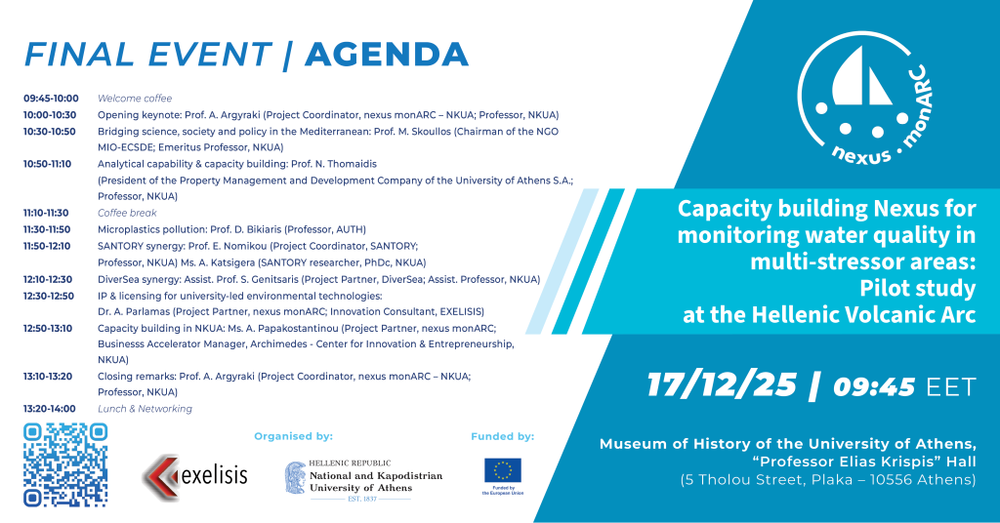 FINAL EVENT | AGENDA
09:45-10:00 Welcome coffee
10:00-10:30 Opening keynote: Prof. A. Argyraki (Project Coordinator, nexus monARC – NKUA; Professor, NKUA)
10:30-10:50 Bridging science, society and policy in the Mediterranean: Prof. M. Skoullos (Chairman of the NGO
MIO-ECSDE; Emeritus Professor, NKUA)
10:50-11:10 Analytical capability & capacity building: Prof. N. Thomaidis
(President of the Property Management and Development Company of the University of Athens S.A.;
Professor, NKUA)
11:10-11:30 Coffee break
11:30-11:50 Microplastics pollution: Prof. D. Bikiaris (Professor, AUTH)
11:50-12:10 SANTORY synergy: Prof. E. Nomikou (Project Coordinator, SANTORY;
Professor, NKUA) Ms. A. Katsigera (SANTORY researcher, PhDc, NKUA)
12:10-12:30 DiverSea synergy: Assist. Prof. S. Genitsaris (Project Partner, DiverSea; Assist. Professor, NKUA)
12:30-12:50 IP & licensing for university-led environmental technologies:
Dr. A. Parlamas (Project Partner, nexus monARC; Innovation Consultant, EXELISIS)
12:50-13:10 Capacity building in NKUA: Ms. A. Papakostantinou (Project Partner, nexus monARC;
Businesss Accelerator Manager, Archimedes - Center for Innovation & Entrepreneurship,
NKUA)
13:10-13:20 Closing remarks: Prof. A. Argyraki (Project Coordinator, nexus monARC – NKUA;
Professor, NKUA)
13:20-14:00 Lunch & Networking
Organised by:
exelisis
HELLENIC REPUBLIC
National and Kapodistrian
University of Athens
EST. 1837
Funded by:
Funded by
the European Union
nexus • monARC
Capacity building Nexus for
monitoring water quality in
multi-stressor areas:
Pilot study
at the Hellenic Volcanic Arc
17/12/25 | 09:45 EET
Museum of History of the University of Athens,
“Professor Elias Krispis” Hall
(5 Tholou Street, Plaka – 10556 Athens)